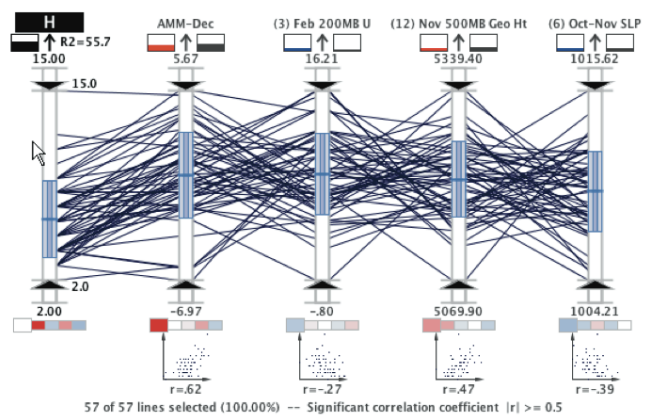 H AMM-Dec (3) Feb 200MB U (12) Nov 500MB Geo Ht (6) Oct-Nov SLP
R2=55.7
15.00 5.67 16.21 5339.40 1015.62
15.0
2.0
2.00 -6.97 -.80 5069.90 1004.21
r=.62 r=-.27 r=.47 r=-.39
57 of 57 lines selected (100.00%) -- Significant correlation coefficient |r| >= 0.5